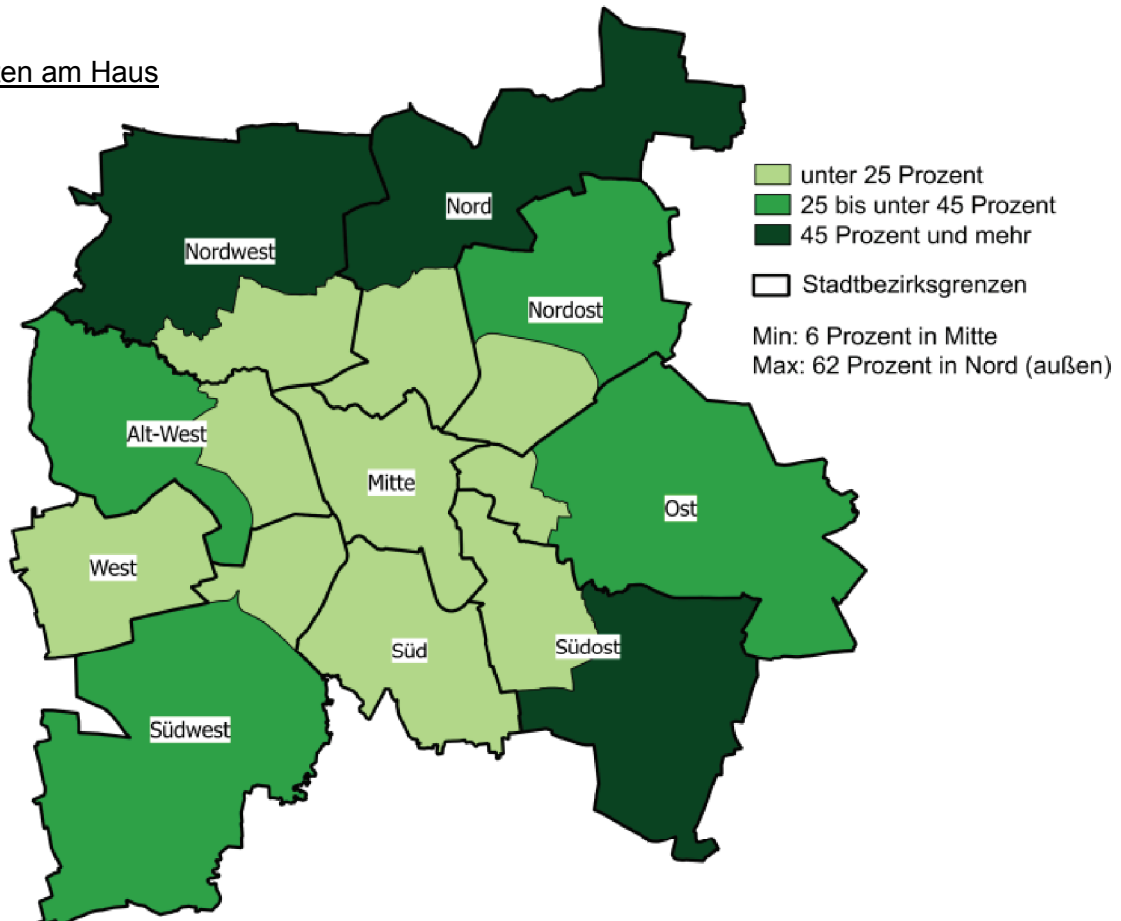 am Haus
unter 25 Prozent
25 bis unter 45 Prozent
45 Prozent und mehr
Stadtbezirksgrenzen
Min: 6 Prozent in Mitte
Max: 62 Prozent in Nord (außen)
Nord
Nordwest
Nordost
Alt-West
Mitte
Ost
West
Süd
Südost
Südwest